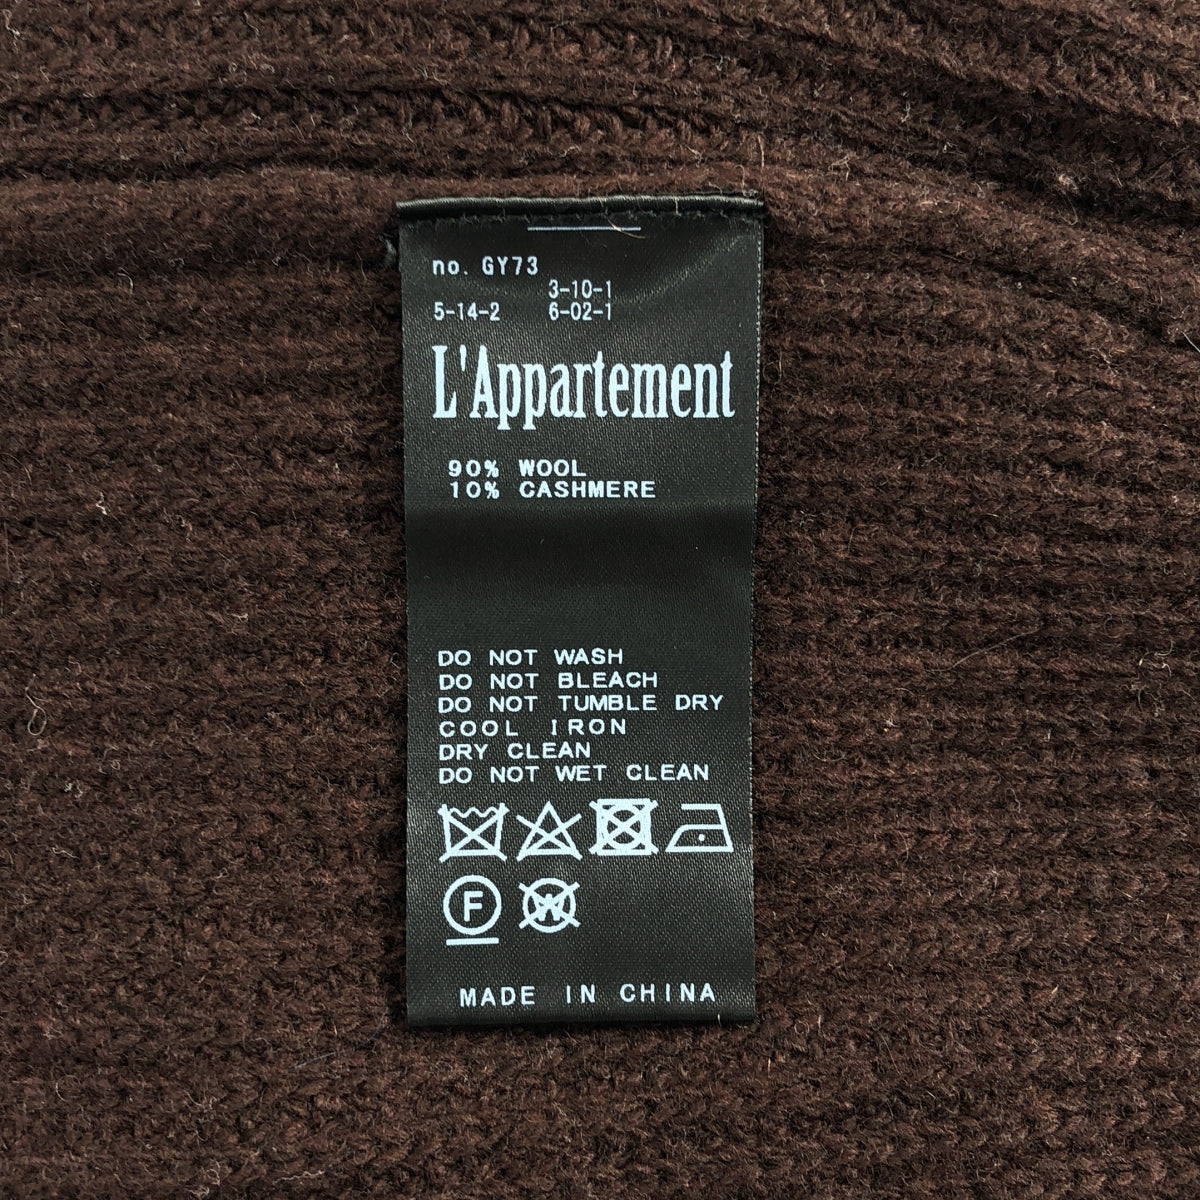 no. GY73
3-10-1
5-14-2 6-02-1
L'Appartement
90% WOOL
10% CASHMERE
DO NOT WASH
DO NOT BLEACH
DO NOT TUMBLE DRY
COOL IRON
DRY CLEAN
DO NOT WET CLEAN
F W
MADE IN CHINA